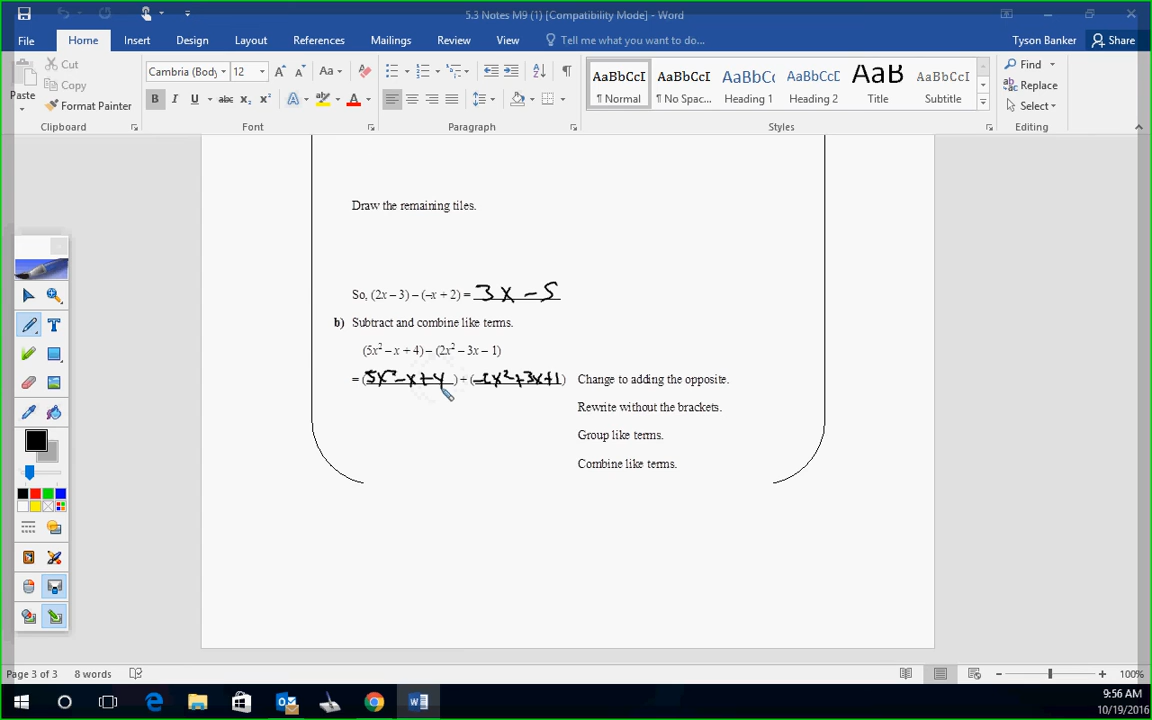 5.3 Notes M9 (1) [Compatibility Mode] - Word
File Home Insert Design Layout References Mailings Review View Tell me what you want to do... Tyson Banker Share
Paste Cut Copy Format Painter
Clipboard
Cambria (Body 12 Aa
B I U abc x₂ x² A A
Font
Paragraph
AaBbCcI AaBbCcI AaBbCc AaBbCcI AaB AaBbCcI
¶ Normal ¶ No Spac... Heading 1 Heading 2 Title Subtitle
Styles
Find
Replace
Select
Editing
Draw the remaining tiles.
So, (2x – 3) – (–x + 2) = 3x – 5
b) Subtract and combine like terms.
(5x² – x + 4) – (2x² – 3x – 1)
= (5x² – x + 4) + (–2x² + 3x + 1) Change to adding the opposite.
Rewrite without the brackets.
Group like terms.
Combine like terms.
Page 3 of 3 8 words 100%
9:56 AM
10/19/2016